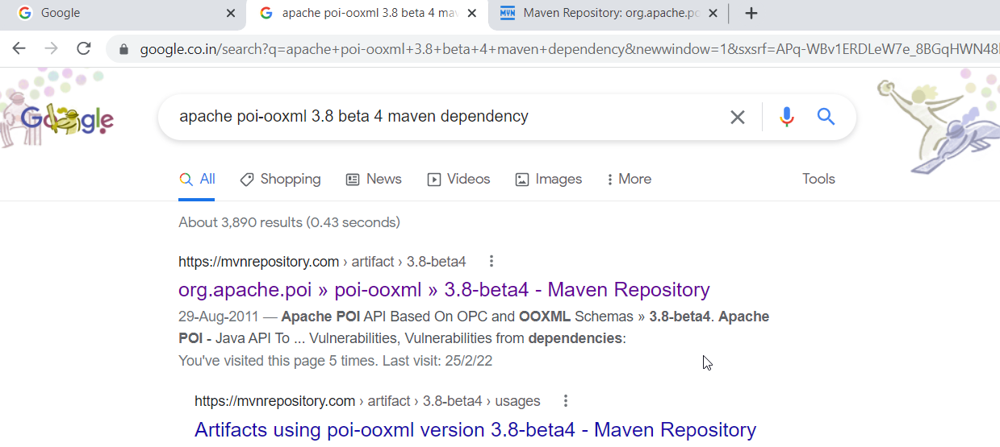 Google
apache poi-ooxml 3.8 beta 4 ma
Maven Repository: org.apache.po
google.co.in/search?q=apache+poi-ooxml+3.8+beta+4+maven+dependency&newwindow=1&sxsrf=APq-WBv1ERDLeW7e_8BGqHWN48
Google
apache poi-ooxml 3.8 beta 4 maven dependency
All Shopping News Videos Images More Tools
About 3,890 results (0.43 seconds)
https://mvnrepository.com › artifact › 3.8-beta4
org.apache.poi » poi-ooxml » 3.8-beta4 - Maven Repository
29-Aug-2011 — Apache POI API Based On OPC and OOXML Schemas » 3.8-beta4. Apache
POI - Java API To ... Vulnerabilities, Vulnerabilities from dependencies:
You've visited this page 5 times. Last visit: 25/2/22
https://mvnrepository.com › artifact › 3.8-beta4 › usages
Artifacts using poi-ooxml version 3.8-beta4 - Maven Repository